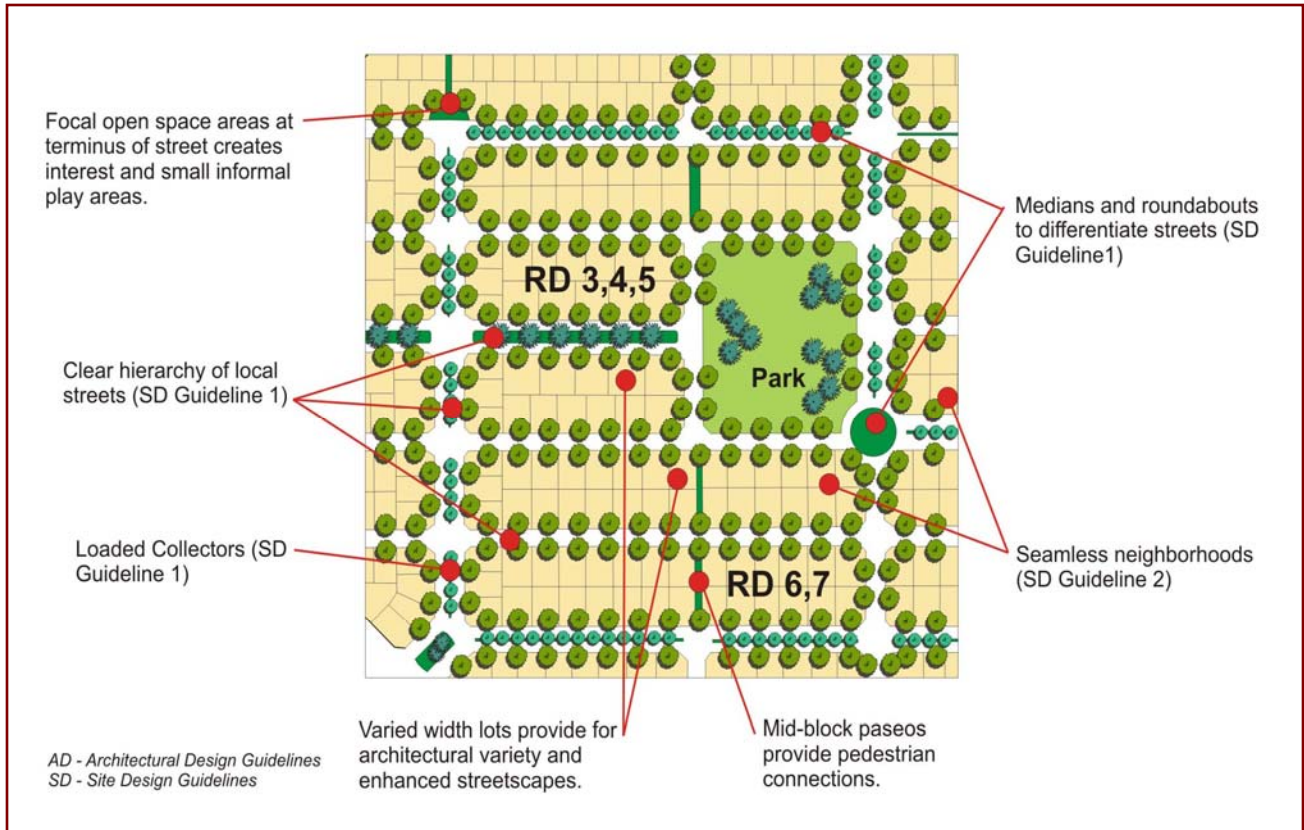 Focal open space areas at
terminus of street creates
interest and small informal
play areas.
Clear hierarchy of local
streets (SD Guideline 1)
Loaded Collectors (SD
Guideline 1)
RD 3,4,5
Park
RD 6,7
Medians and roundabouts
to differentiate streets (SD
Guideline1)
Seamless neighborhoods
(SD Guideline 2)
Varied width lots provide for
architectural variety and
enhanced streetscapes.
Mid-block paseos
provide pedestrian
connections.
AD - Architectural Design Guidelines
SD - Site Design Guidelines